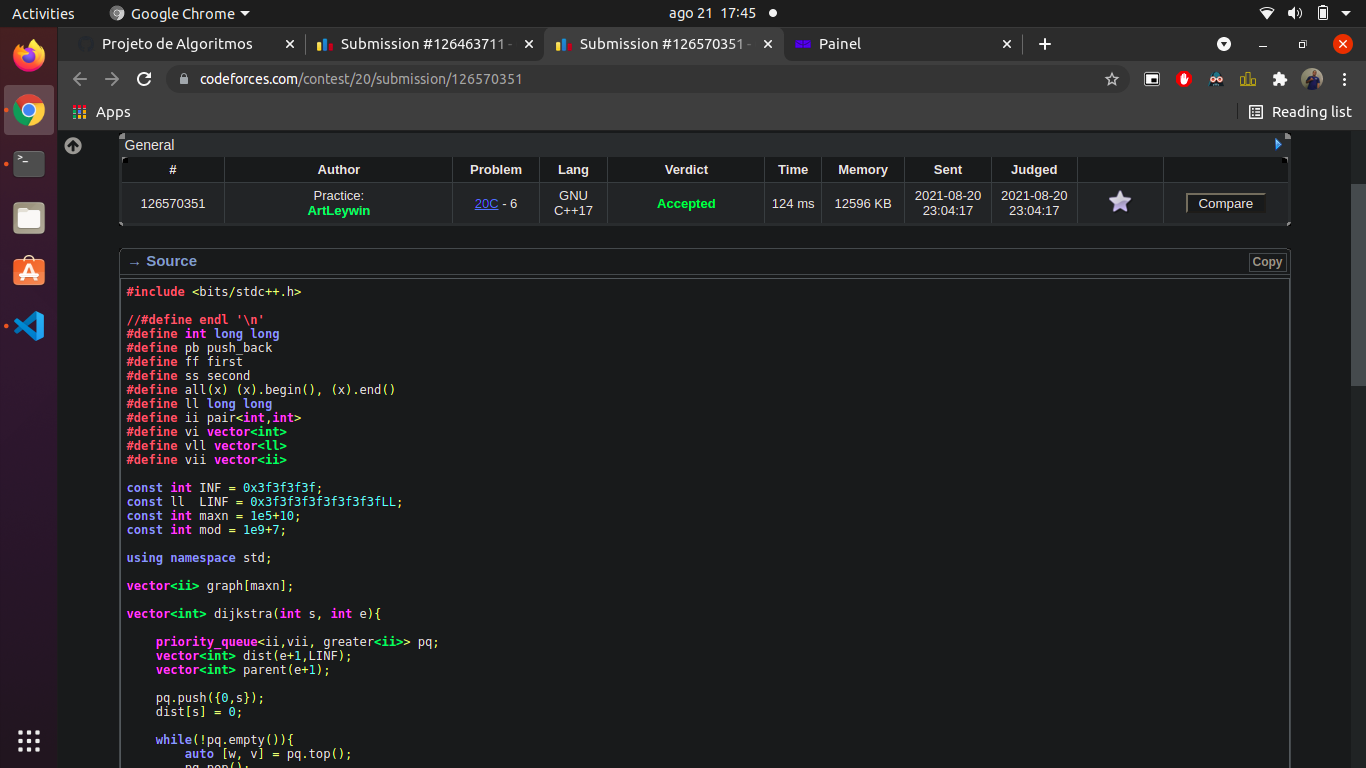 Activities Google Chrome ago 21 17:45
Projeto de Algoritmos Submission #126463711 - Submission #126570351 - Painel
codeforces.com/contest/20/submission/126570351
Apps Reading list
General
# Author Problem Lang Verdict Time Memory Sent Judged
126570351 Practice: ArtLeywin 20C - 6 GNU C++17 Accepted 124 ms 12596 KB 2021-08-20 23:04:17 2021-08-20 23:04:17 Compare
→ Source Copy
#include <bits/stdc++.h>
//#define endl '\n'
#define int long long
#define pb push_back
#define ff first
#define ss second
#define all(x) (x).begin(), (x).end()
#define ll long long
#define ii pair<int,int>
#define vi vector<int>
#define vll vector<ll>
#define vii vector<ii>
const int INF = 0x3f3f3f3f;
const ll  LINF = 0x3f3f3f3f3f3f3f3fLL;
const int maxn = 1e5+10;
const int mod = 1e9+7;
using namespace std;
vector<ii> graph[maxn];
vector<int> dijkstra(int s, int e){
    priority_queue<ii,vii, greater<ii>> pq;
    vector<int> dist(e+1,LINF);
    vector<int> parent(e+1);
    pq.push({0,s});
    dist[s] = 0;
    while(!pq.empty()){
        auto [w, v] = pq.top();
        pq.pop();